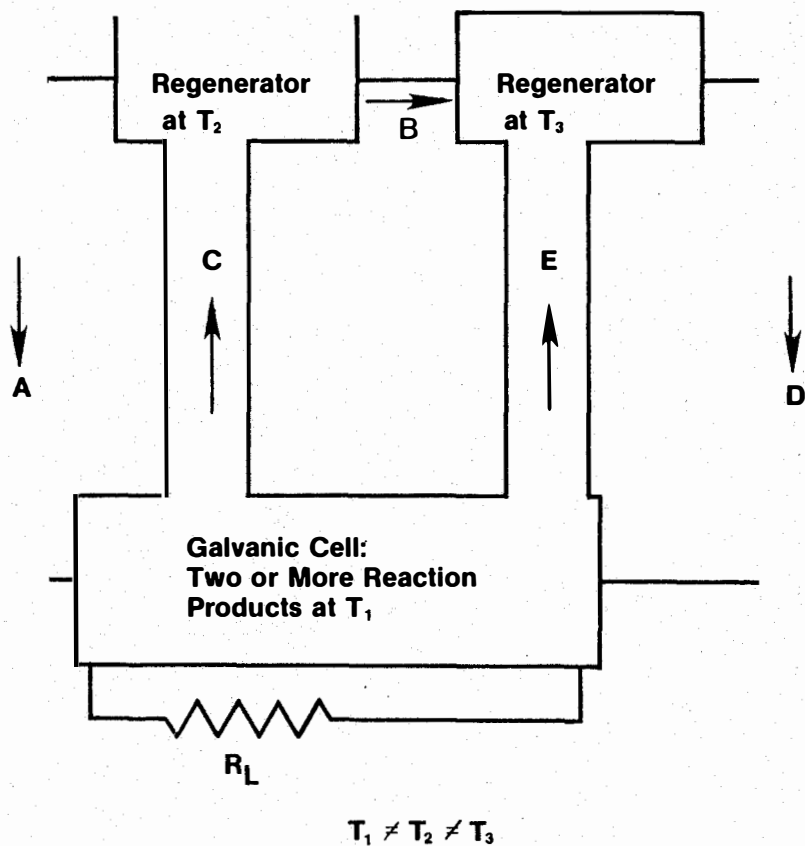 Regenerator
at T₂
B
Regenerator
at T₃
C
E
A
D
Galvanic Cell:
Two or More Reaction
Products at T₁
R_L
T₁ ≠ T₂ ≠ T₃